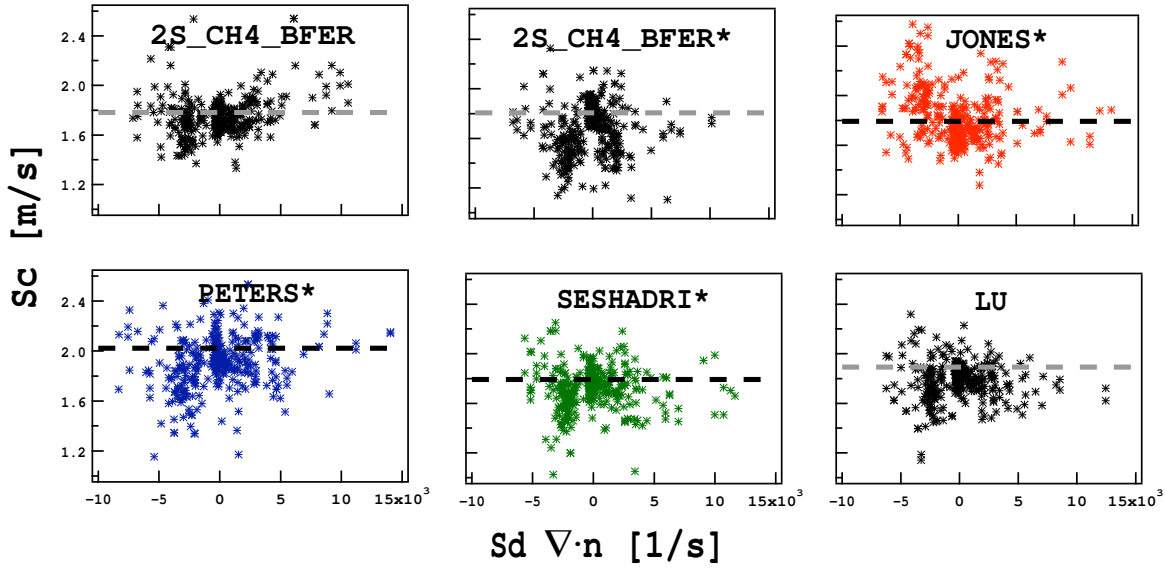 2S_CH4_BFER
2S_CH4_BFER*
JONES*
2.4
2.0
1.6
1.2
Sc [m/s]
PETERS*
SESHADRI*
LU
2.4
2.0
1.6
1.2
-10 -5 0 5 10 15x10³
-10 -5 0 5 10 15x10³
-10 -5 0 5 10 15x10³
Sd ∇·n [1/s]